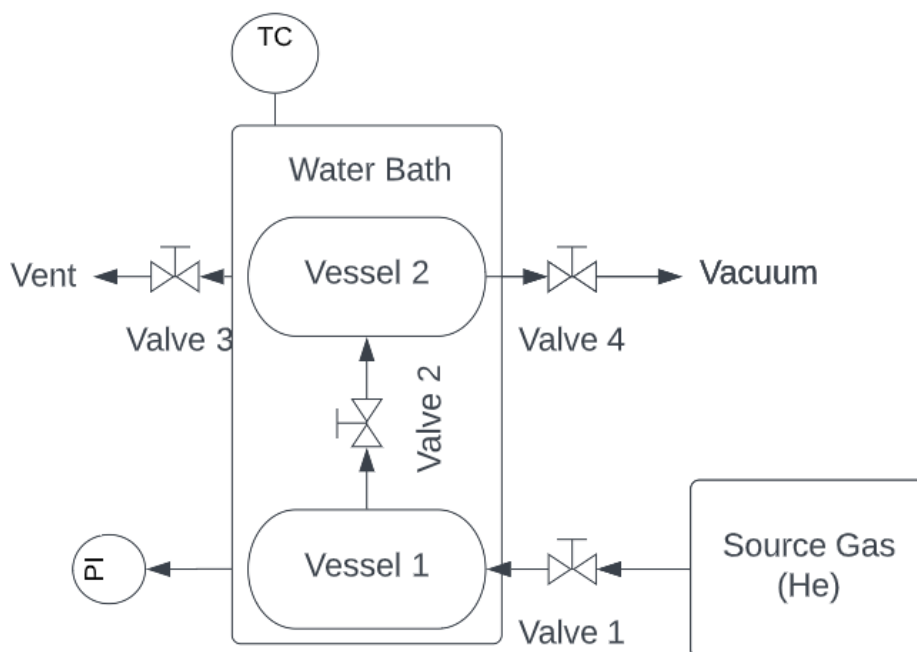 TC
Water Bath
Vent
Vessel 2
Vacuum
Valve 3
Valve 4
Valve 2
PI
Vessel 1
Source Gas
(He)
Valve 1